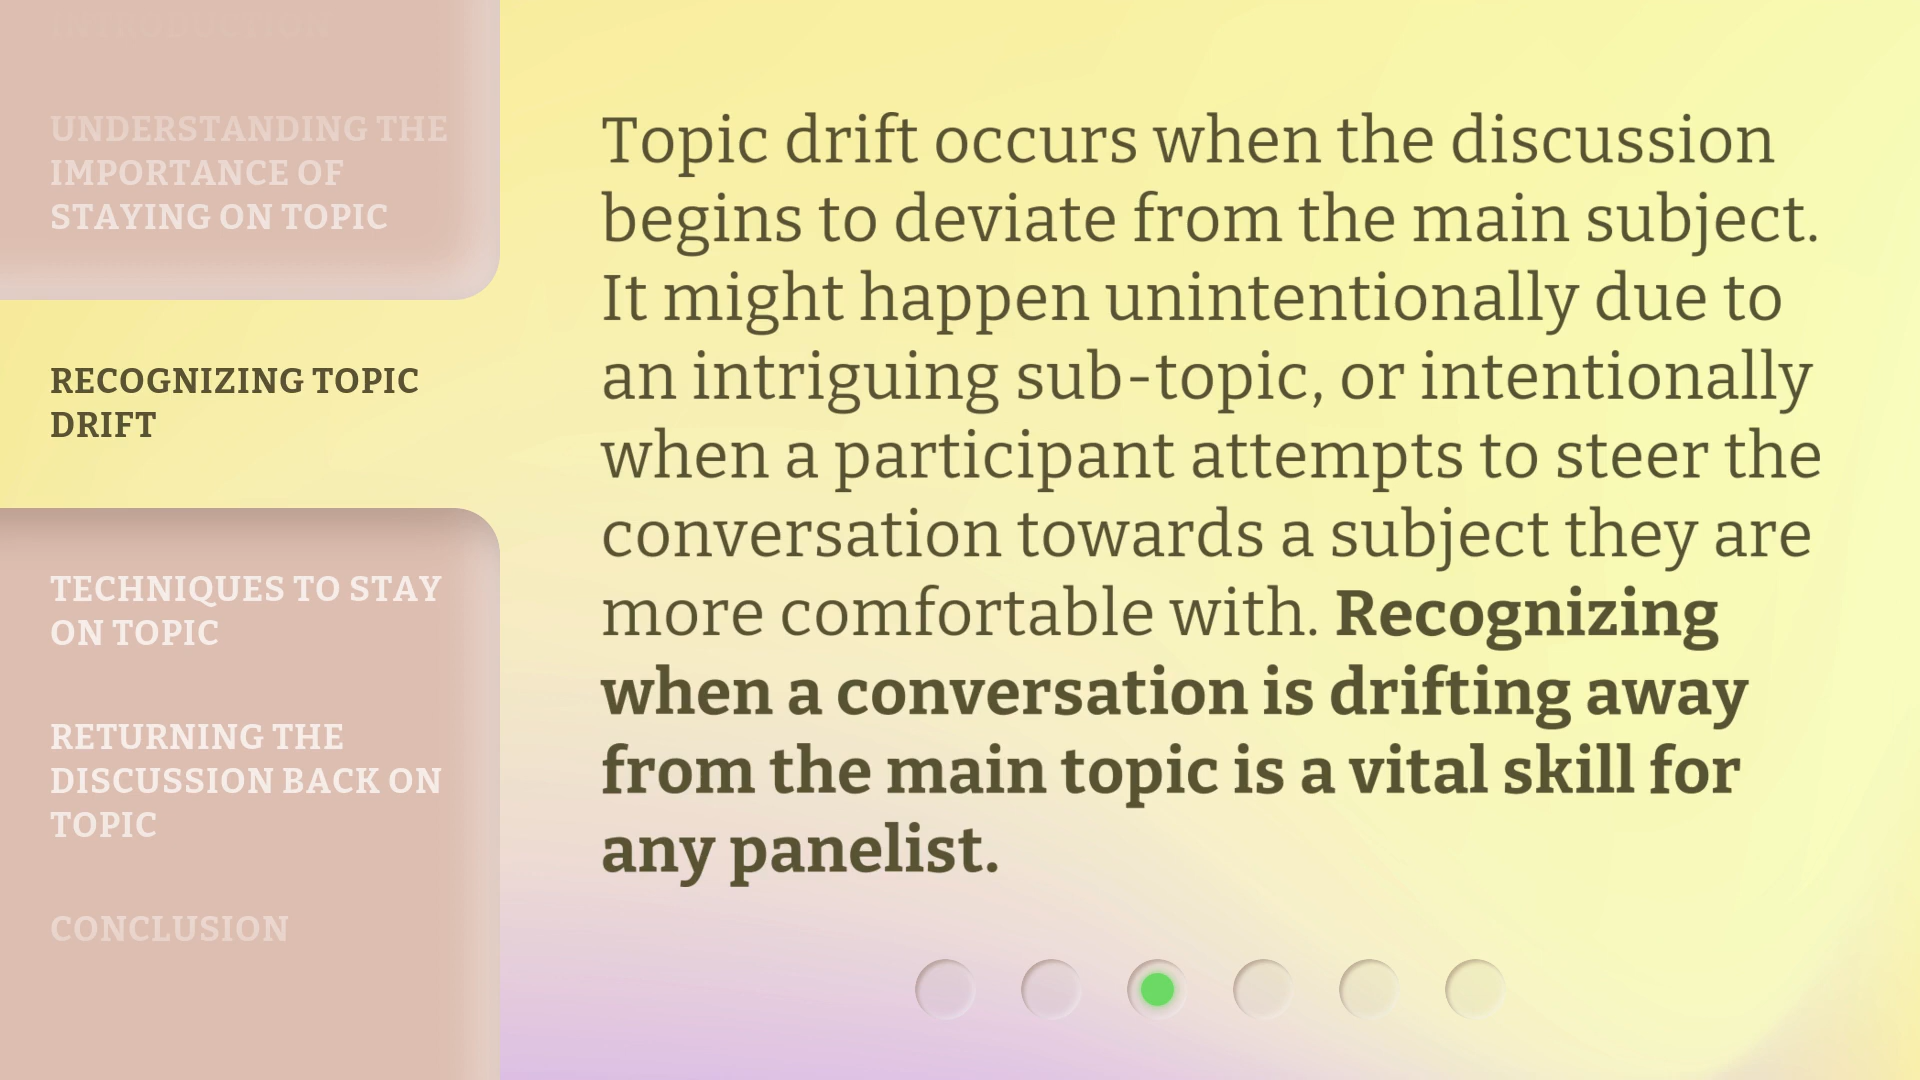 INTRODUCTION
UNDERSTANDING THE
IMPORTANCE OF
STAYING ON TOPIC
RECOGNIZING TOPIC
DRIFT
TECHNIQUES TO STAY
ON TOPIC
RETURNING THE
DISCUSSION BACK ON
TOPIC
CONCLUSION
Topic drift occurs when the discussion
begins to deviate from the main subject.
It might happen unintentionally due to
an intriguing sub-topic, or intentionally
when a participant attempts to steer the
conversation towards a subject they are
more comfortable with. Recognizing
when a conversation is drifting away
from the main topic is a vital skill for
any panelist.